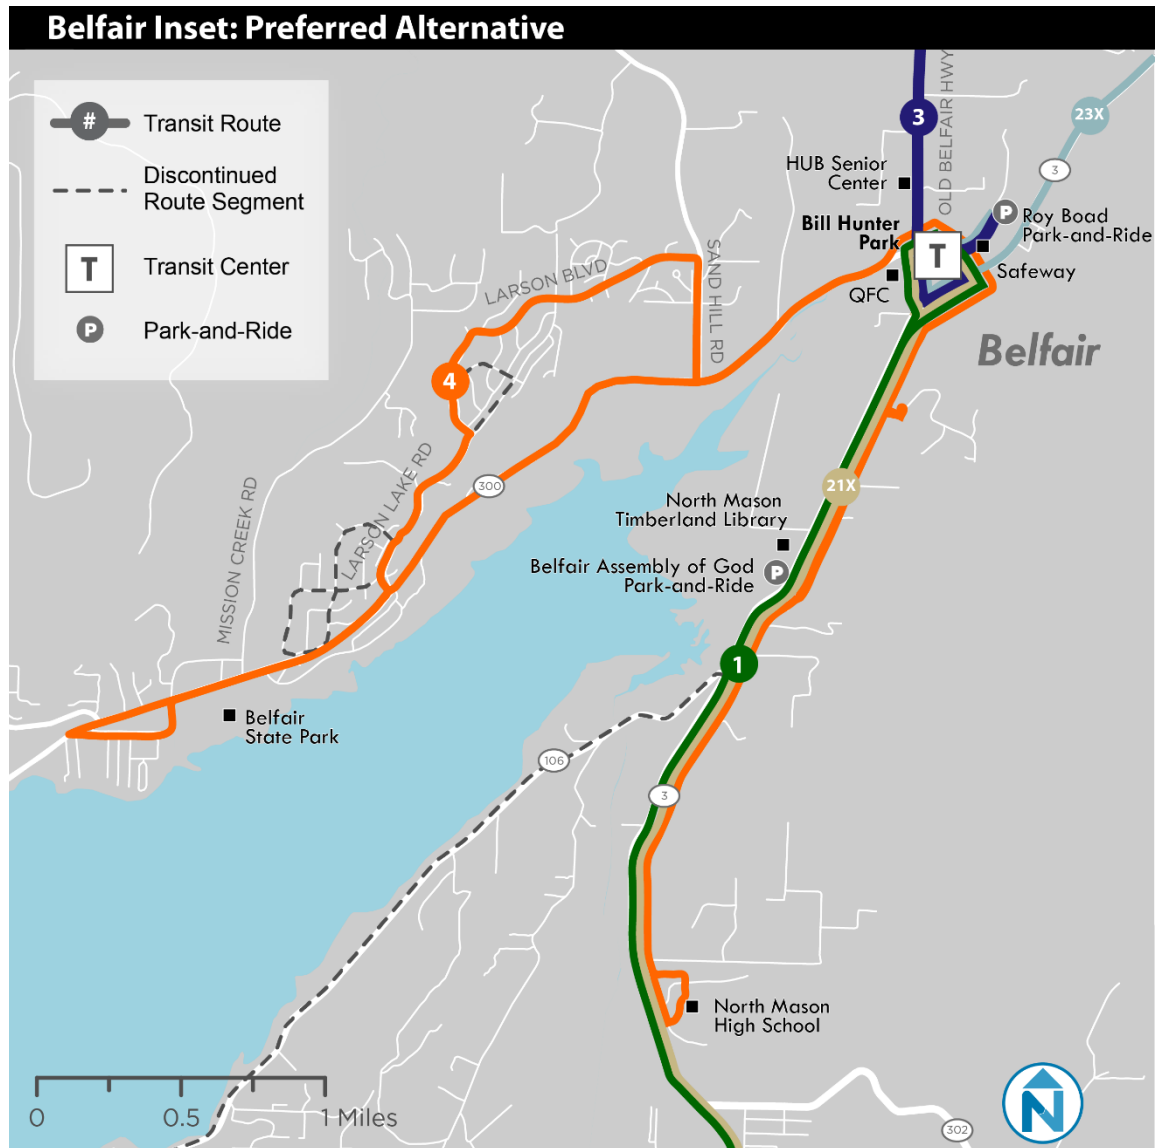 Belfair Inset: Preferred Alternative
#
Transit Route
Discontinued
Route Segment
T
Transit Center
P
Park-and-Ride
3
OLD BELFAIR HWY
23X
3
HUB Senior
Center
P
Roy Boad
Park-and-Ride
Bill Hunter
Park
T
Safeway
QFC
Belfair
LARSON BLVD
SAND HILL RD
4
LARSON LAKE RD
300
MISSION CREEK RD
21X
North Mason
Timberland Library
Belfair Assembly of God
Park-and-Ride
P
1
Belfair
State Park
106
3
North Mason
High School
0
0.5
1 Miles
N
302